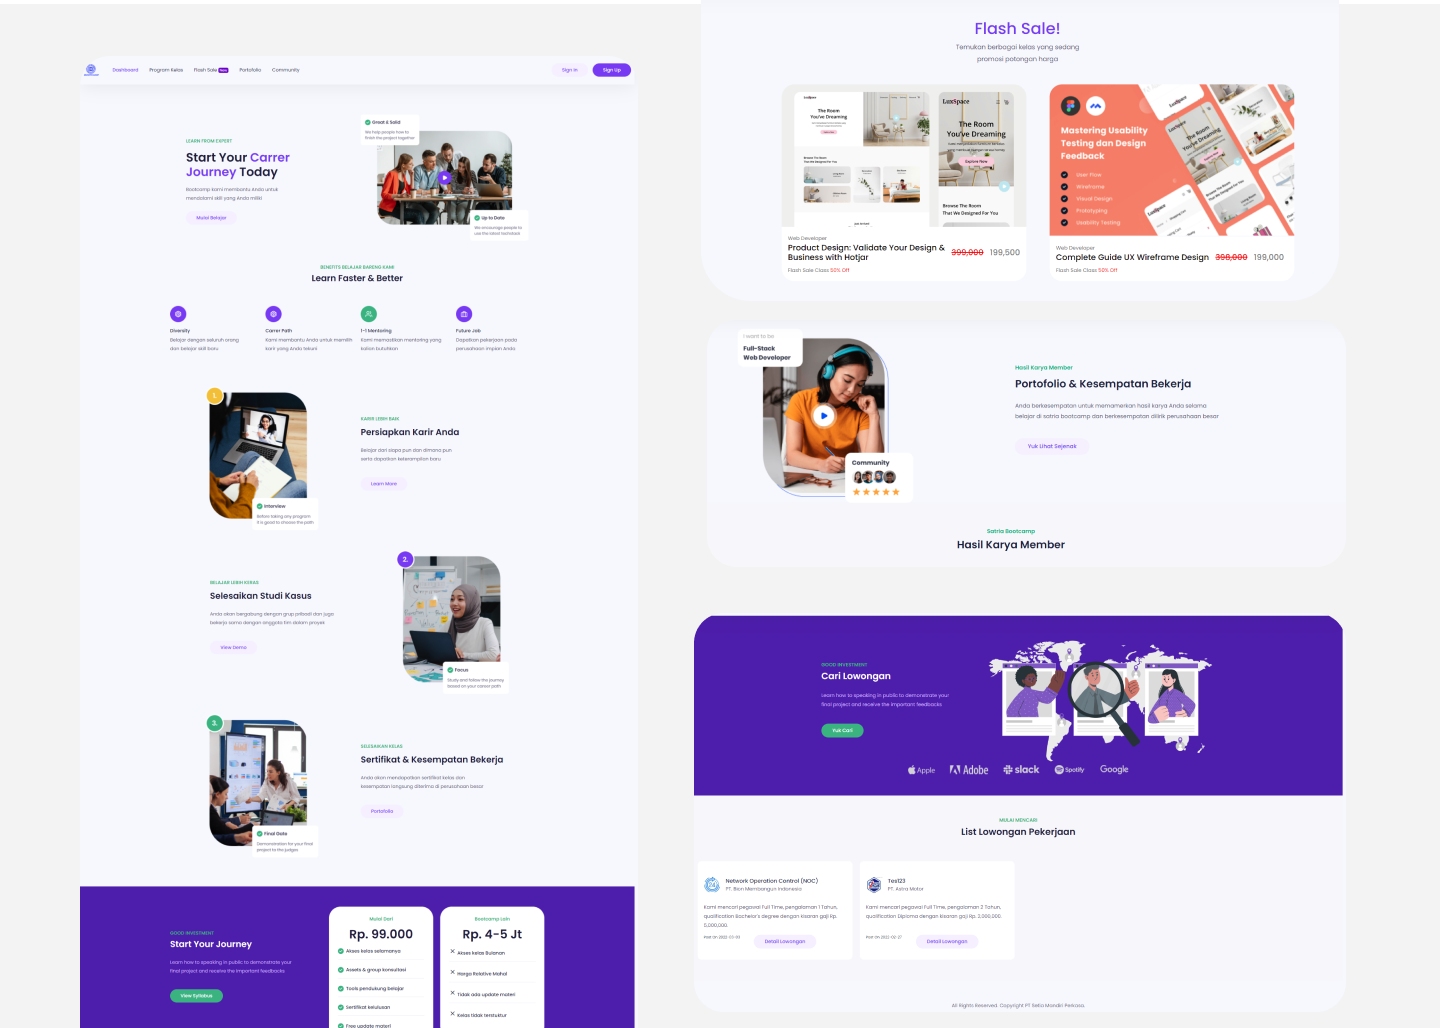 Dashboard
Program Kelas
Flash Sale
Portofolio
Community
Sign In
Sign Up
LEARN FROM EXPERT
Start Your Carrer
Journey Today
Bootcamp kami membantu Anda untuk
mendalami skill yang Anda miliki
Mulai Belajar
Great & Solid
We help people how to
finish the project together
Up to Date
We encourage people to
use the latest techstack
BENEFITS BELAJAR BARENG KAMI
Learn Faster & Better
Diversity
Belajar dengan seluruh orang
dan belajar skill baru
Carrer Path
Kami membantu Anda untuk memilih
karir yang Anda tekuni
1-1 Mentoring
Kami memastikan mentoring yang
kalian butuhkan
Future Job
Dapatkan pekerjaan pada
perusahaan impian Anda
1.
KARIR LEBIH BAIK
Persiapkan Karir Anda
Belajar dari siapa pun dan dimana pun
serta dapatkan keterampilan baru
Learn More
Interview
Before taking any program
it is good to choose the path
BELAJAR LEBIH KERAS
Selesaikan Studi Kasus
Anda akan bergabung dengan grup pribadi dan juga
bekerja sama dengan anggota tim dalam proyek
View Demo
2.
Focus
Study and follow the journey
based on your career path
3.
SELESAIKAN KELAS
Sertifikat & Kesempatan Bekerja
Anda akan mendapatkan sertifikat kelas dan
kesempatan langsung diterima di perusahaan besar
Portofolio
Final Date
Demonstration for your final
project to the judges
GOOD INVESTMENT
Start Your Journey
Learn how to speaking in public to demonstrate your
final project and receive the important feedbacks
View Syllabus
Mulai Dari
Rp. 99.000
Akses kelas selamanya
Assets & group konsultasi
Tools pendukung belajar
Sertifikat kelulusan
Free update materi
Bootcamp Lain
Rp. 4-5 Jt
Akses kelas Bulanan
Harga Relative Mahal
Tidak ada update materi
Kelas tidak terstuktur
Flash Sale!
Temukan berbagai kelas yang sedang
promosi potongan harga
The Room
You've Dreaming
Browse The Room
That We Designed For You
LuxSpace
The Room
You've Dreaming
Explore Now
Browse The Room
That We Designed For You
Web Developer
Product Design: Validate Your Design &
Business with Hotjar
399,000 199,500
Flash Sale Class 50% Off
Mastering Usability
Testing dan Design
Feedback
User Flow
Wireframe
Visual Design
Prototyping
Usability Testing
Web Developer
Complete Guide UX Wireframe Design
398,000 199,000
Flash Sale Class 50% Off
I want to be
Full-Stack
Web Developer
Community
Hasil Karya Member
Portofolio & Kesempatan Bekerja
Anda berkesempatan untuk memamerkan hasil karya Anda selama
belajar di satria bootcamp dan berkesempatan dilirik perusahaan besar
Yuk Lihat Sejenak
Satria Bootcamp
Hasil Karya Member
GOOD INVESTMENT
Cari Lowongan
Learn how to speaking in public to demonstrate your
final project and receive the important feedbacks
Yuk Cari
Apple
Adobe
slack
Spotify
Google
MULAI MENCARI
List Lowongan Pekerjaan
Network Operation Control (NOC)
PT. Bion Membangun Indonesia
Kami mencari pegawai Full Time, pengalaman 1 Tahun,
qualification Bachelor's degree dengan kisaran gaji Rp.
5,000,000.
Post On 2022-03-03
Detail Lowongan
Tes123
PT. Astra Motor
Kami mencari pegawai Full Time, pengalaman 2 Tahun,
qualification Diploma dengan kisaran gaji Rp. 2,000,000.
Post On 2022-02-27
Detail Lowongan
All Rights Reserved. Copyright PT Satria Mandiri Perkasa.